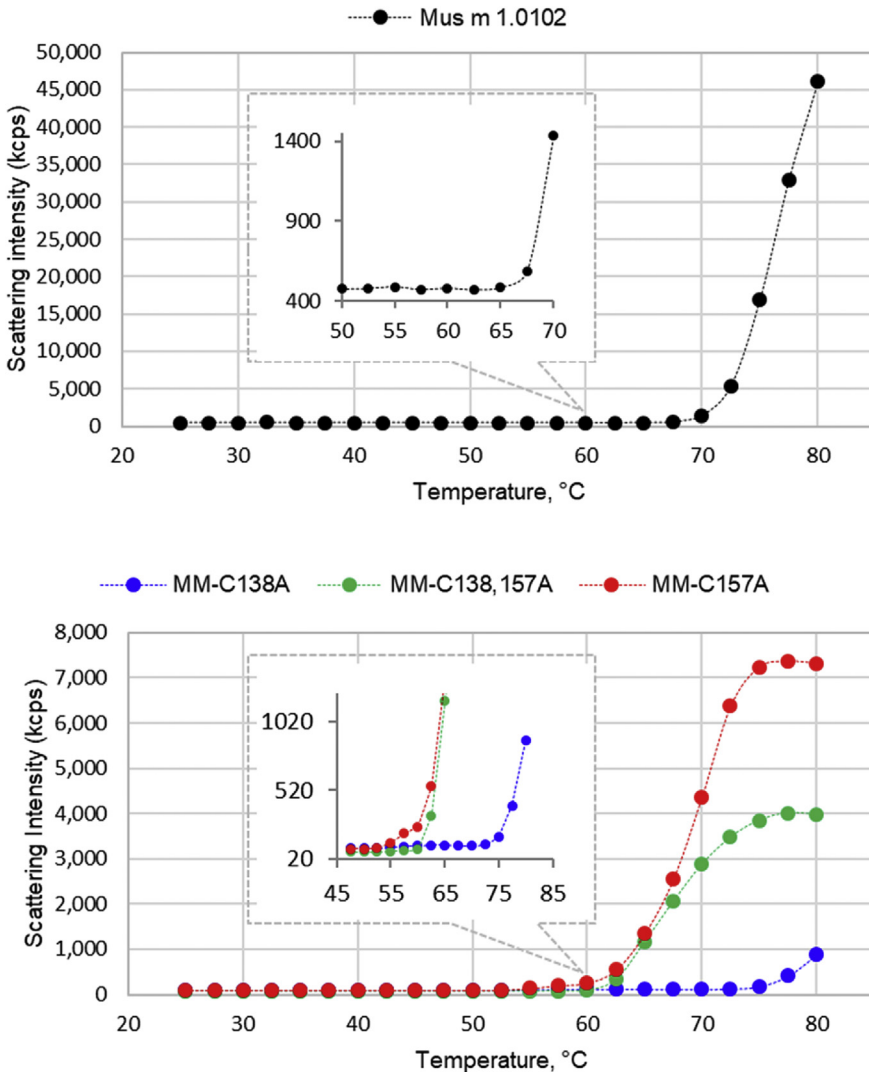 Mus m 1.0102
50,000
45,000
40,000
35,000
30,000
25,000
20,000
15,000
10,000
5,000
0
Scattering intensity (kcps)
1400
900
400
50 55 60 65 70
20 30 40 50 60 70 80
Temperature, °C
MM-C138A MM-C138,157A MM-C157A
8,000
7,000
6,000
5,000
4,000
3,000
2,000
1,000
0
Scattering Intensity (kcps)
1020
520
20
45 55 65 75 85
20 30 40 50 60 70 80
Temperature, °C